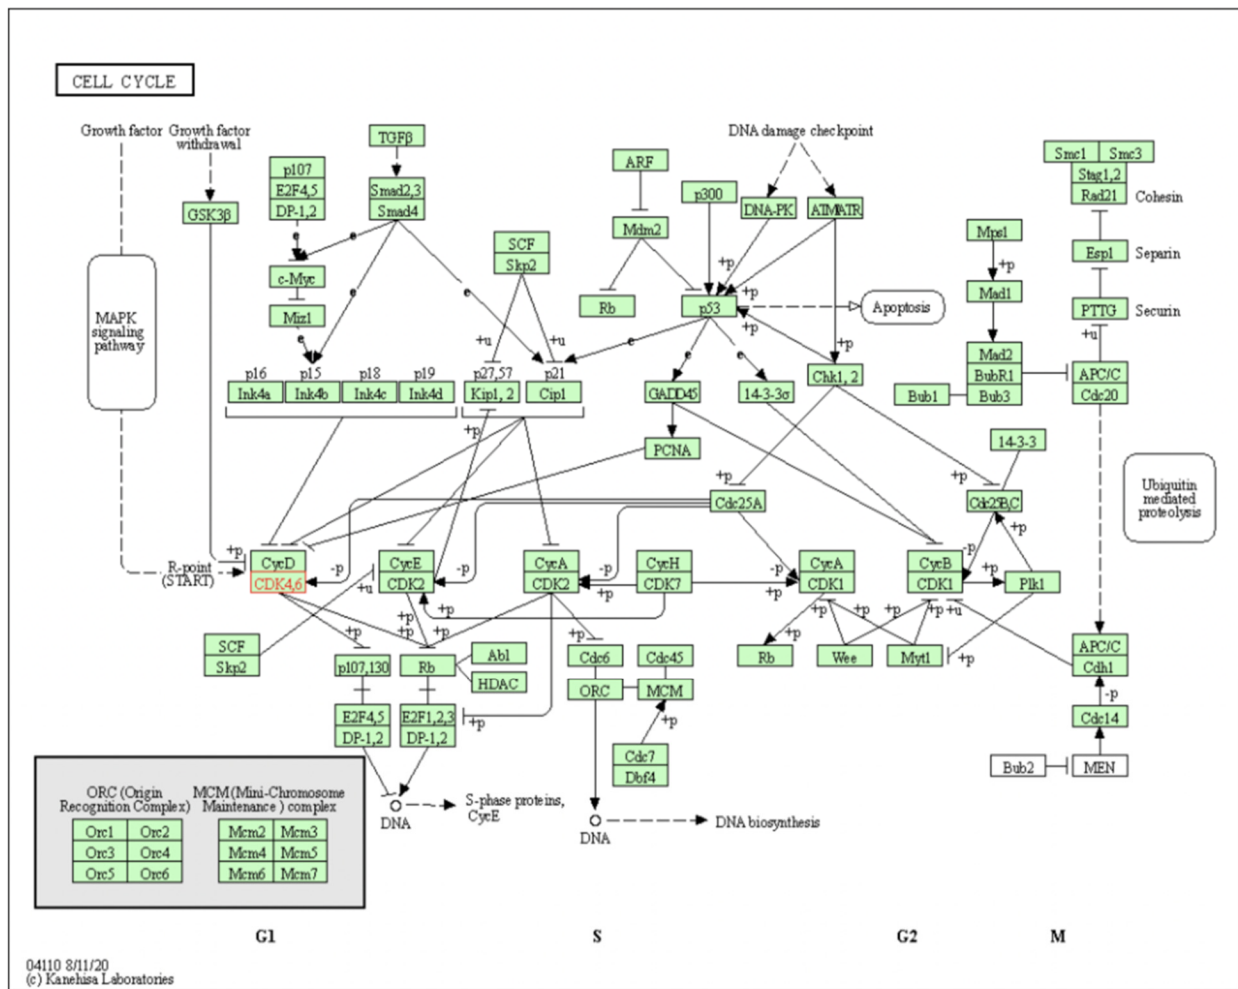 CELL CYCLE
Growth factor
Growth factor
withdrawal
TGFβ
DNA damage checkpoint
Smc1 Smc3
Stag1,2
Rad21
Cohesin
p107
E2F4,5
DP-1,2
Smad2,3
Smad4
ARF
p300
GSK3β
DNA-PK
ATM/ATR
Mdm2
Mps1
SCF
Skp2
e
e
+p
+p
Espl
Separin
c-Myc
Mad1
MAPK
signaling
pathway
Miz1
e
e
e
Rb
p53
+p
+p
Apoptosis
PTTG
Securin
+u
+u
+u
e
e
e
+p
Mad2
BubR1
Bub3
Bub1
APC/C
Cdc20
p16
Ink4a
p15
Ink4b
p18
Ink4c
p19
Ink4d
p27,57
Kip1, 2
p21
Cip1
GADD45
14-3-3σ
Chk1, 2
+p
PCNA
14-3-3
Ubiquitin
mediated
proteolysis
+p
Cdc25A
+p
Cdc25B,C
+p
R-point
(START)
+p
CycD
CDK4,6
-p
CycE
CDK2
-p
CycA
CDK2
-p
+p
CycH
CDK7
+p
CycA
CDK1
CycB
CDK1
-p
+p
Plk1
+u
+p
+p
+p
+p
+p
+p
+p
+p
+u
SCF
Skp2
p107,130
Rb
Abl
HDAC
Cdc6
Cdc45
ORC
MCM
Rb
+p
Wee
Myt1
+p
APC/C
Cdh1
-p
E2F4,5
DP-1,2
E2F1,2,3
DP-1,2
+p
+p
Cdc7
Dbf4
Cdc14
Bub2
MEN
DNA
S-phase proteins,
CycE
DNA
DNA biosynthesis
ORC (Origin
Recognition Complex)
MCM (Mini-Chromosome
Maintenance ) complex
Orc1 Orc2
Orc3 Orc4
Orc5 Orc6
Mcm2 Mcm3
Mcm4 Mcm5
Mcm6 Mcm7
G1
S
G2
M
04110 8/11/20
(c) Kanehisa Laboratories